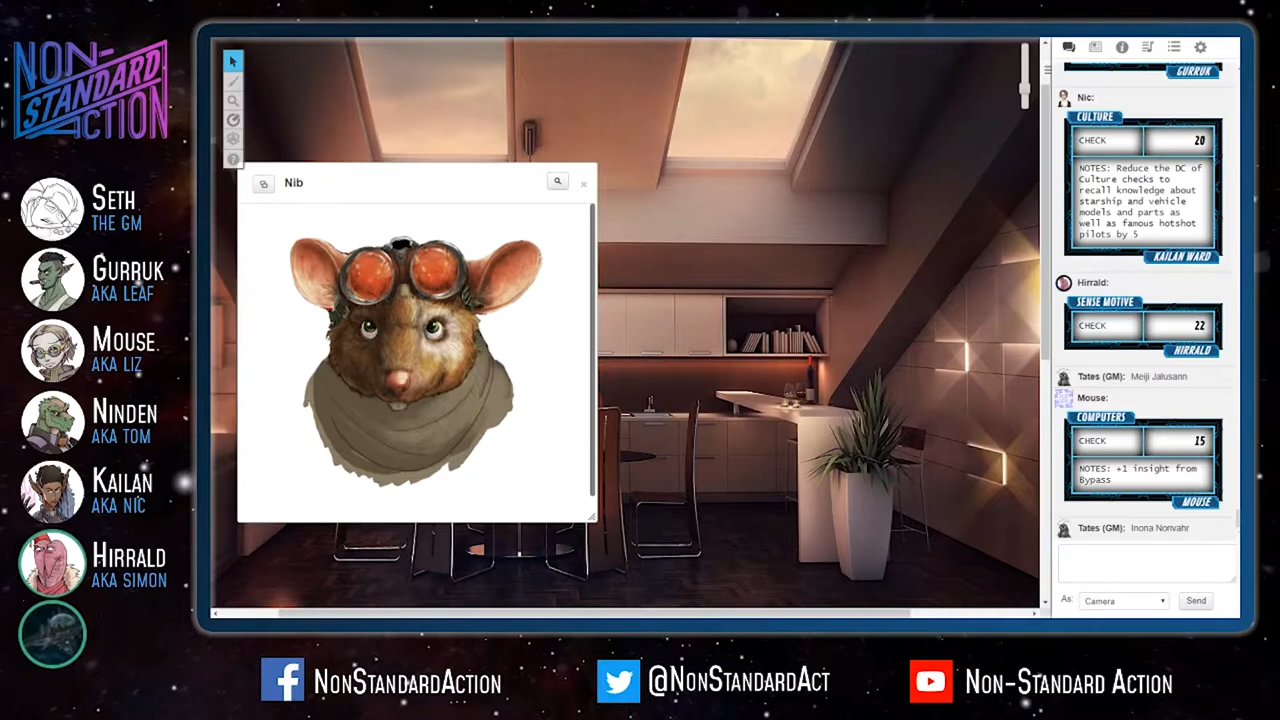 NON-
STANDARD
ACTION
SETH
THE GM
GURRUK
AKA LEAF
MOUSE
AKA LIZ
NINDEN
AKA TOM
KAILAN
AKA NIC
HIRRALD
AKA SIMON
Nib
GURRUK
Nic:
CULTURE
CHECK 20
NOTES: Reduce the DC of
Culture checks to
recall knowledge about
starship and vehicle
models and parts as
well as famous hotshot
pilots by 5
KAILAN WARD
Hirrald:
SENSE MOTIVE
CHECK 22
HIRRALD
Tates (GM): Meiji Jalusann
Mouse:
COMPUTERS
CHECK 15
NOTES: +1 insight from
Bypass
MOUSE
Tates (GM): Inona Nonvahr
As: Camera Send
NONSTANDARDACTION
@NONSTANDARDACT
NON-STANDARD ACTION